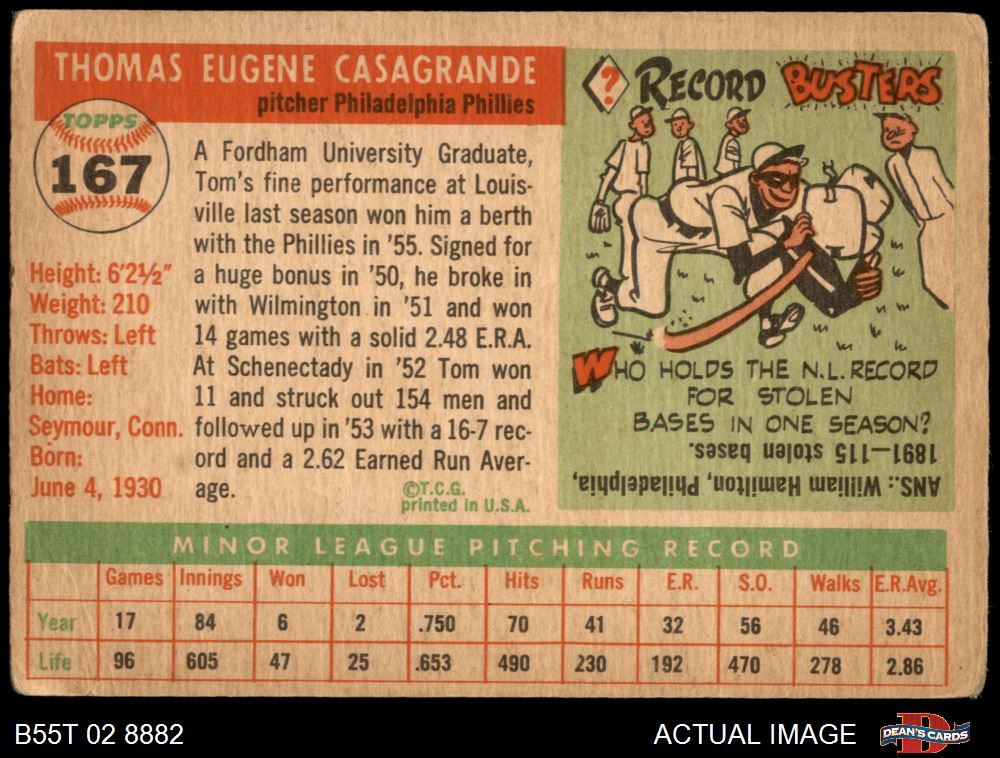 THOMAS EUGENE CASAGRANDE
pitcher Philadelphia Phillies
TOPPS
167
Height: 6'2½"
Weight: 210
Throws: Left
Bats: Left
Home:
Seymour, Conn.
Born:
June 4, 1930
A Fordham University Graduate,
Tom's fine performance at Louis-
ville last season won him a berth
with the Phillies in '55. Signed for
a huge bonus in '50, he broke in
with Wilmington in '51 and won
14 games with a solid 2.48 E.R.A.
At Schenectady in '52 Tom won
11 and struck out 154 men and
followed up in '53 with a 16-7 rec-
ord and a 2.62 Earned Run Aver-
age.
©T.C.G.
printed in U.S.A.
? RECORD BUSTERS
WHO HOLDS THE N.L. RECORD
FOR STOLEN
BASES IN ONE SEASON?
ANS.: William Hamilton, Philadelphia,
1891—115 stolen bases.
MINOR LEAGUE PITCHING RECORD
Games Innings Won Lost Pct. Hits Runs E.R. S.O. Walks E.R.Avg.
Year 17 84 6 2 .750 70 41 32 56 46 3.43
Life 96 605 47 25 .653 490 230 192 470 278 2.86
B55T 02 8882
ACTUAL IMAGE
DEAN'S CARDS